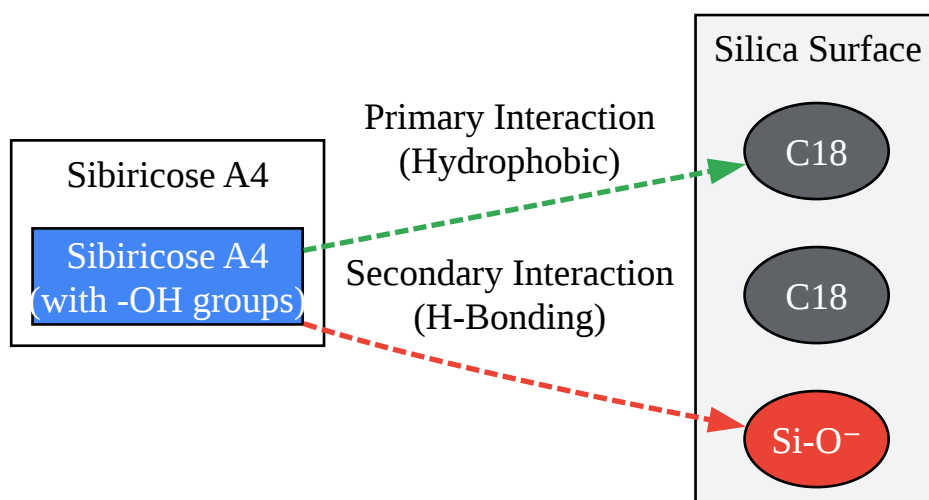 Silica Surface
Primary Interaction
(Hydrophobic)
C18
Sibiricose A4
Sibiricose A4
(with -OH groups)
Secondary Interaction
(H-Bonding)
C18
Si-O⁻